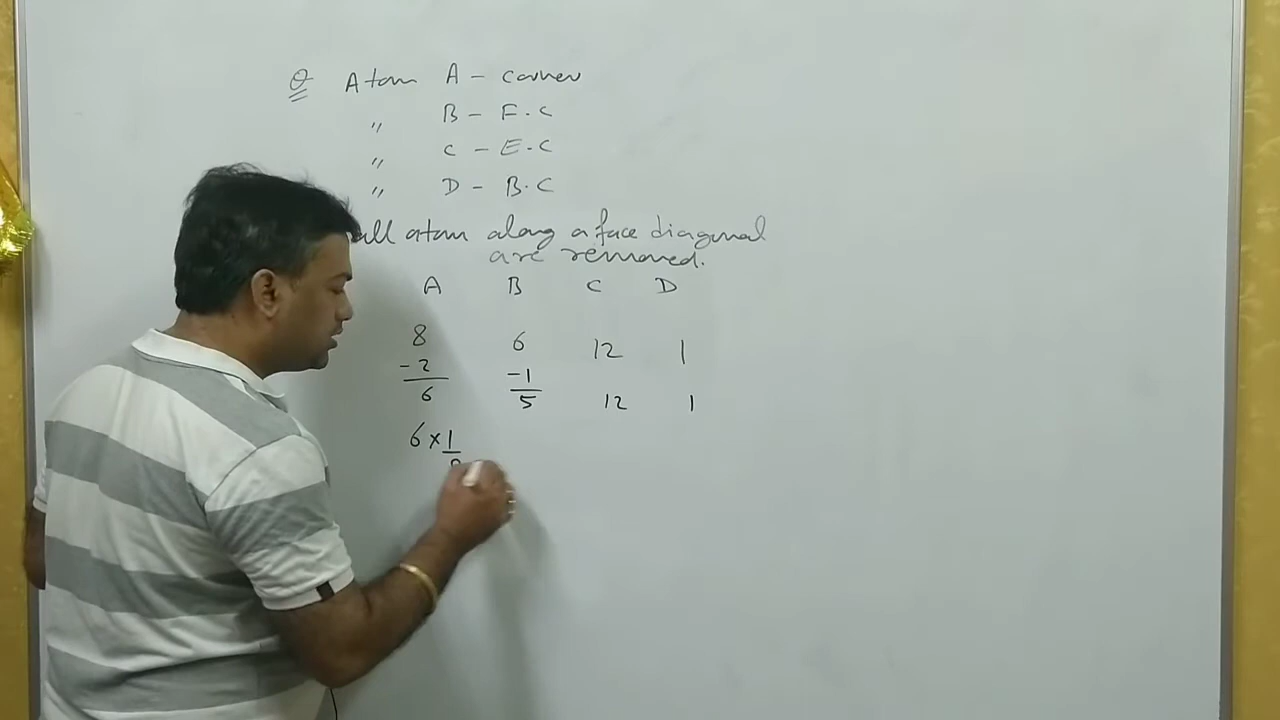 Q Atom A - corner
" B - F.C
" C - E.C
" D - B.C
all atom along a face diagonal
are removed.
A B C D
8 6 12 1
-2 -1
6 5 12 1
6 × 1